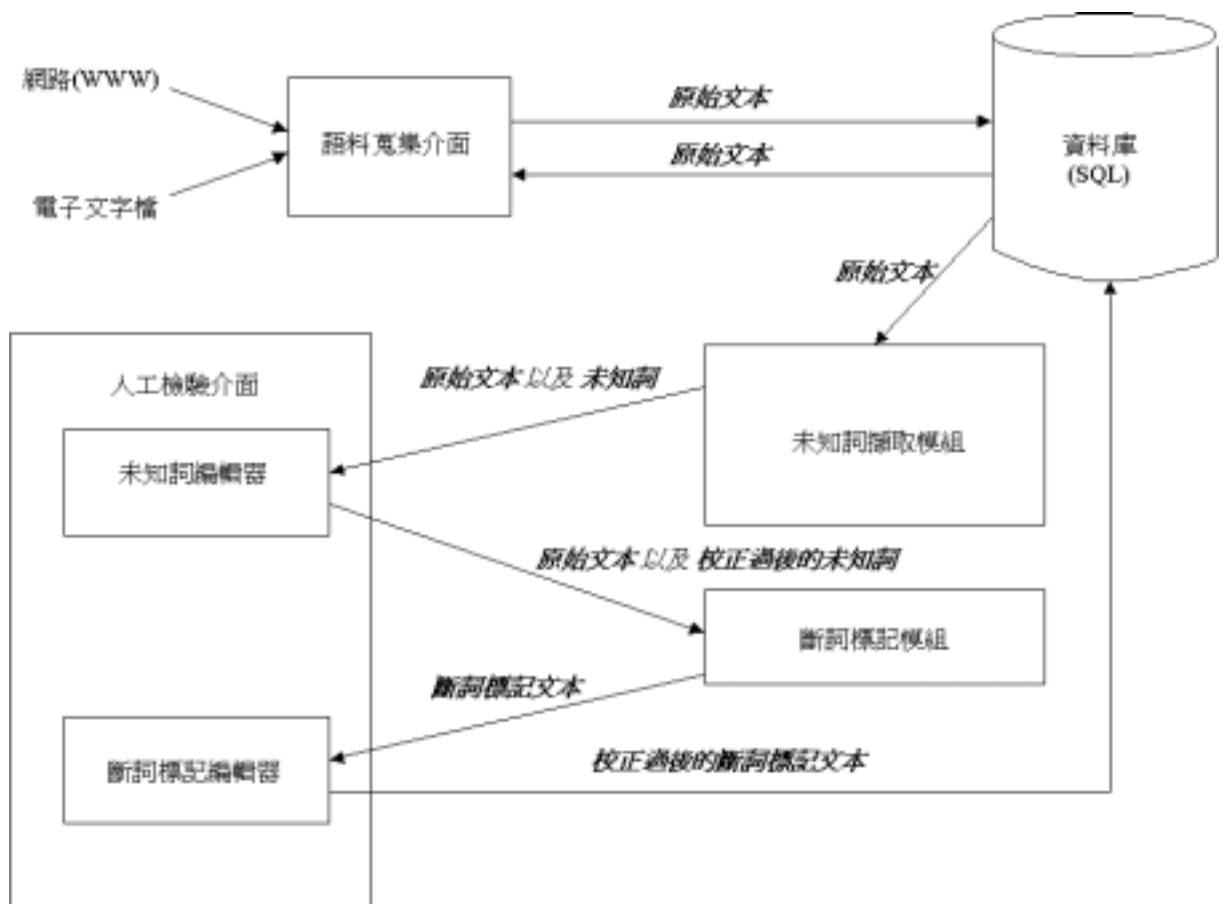 網路(WWW)
電子文字檔
語料蒐集介面
原始文本
原始文本
資料庫
(SQL)
原始文本
人工檢驗介面
原始文本 以及 未知詞
未知詞擷取模組
未知詞編輯器
原始文本 以及 校正過後的未知詞
斷詞標記模組
斷詞標記文本
斷詞標記編輯器
校正過後的斷詞標記文本